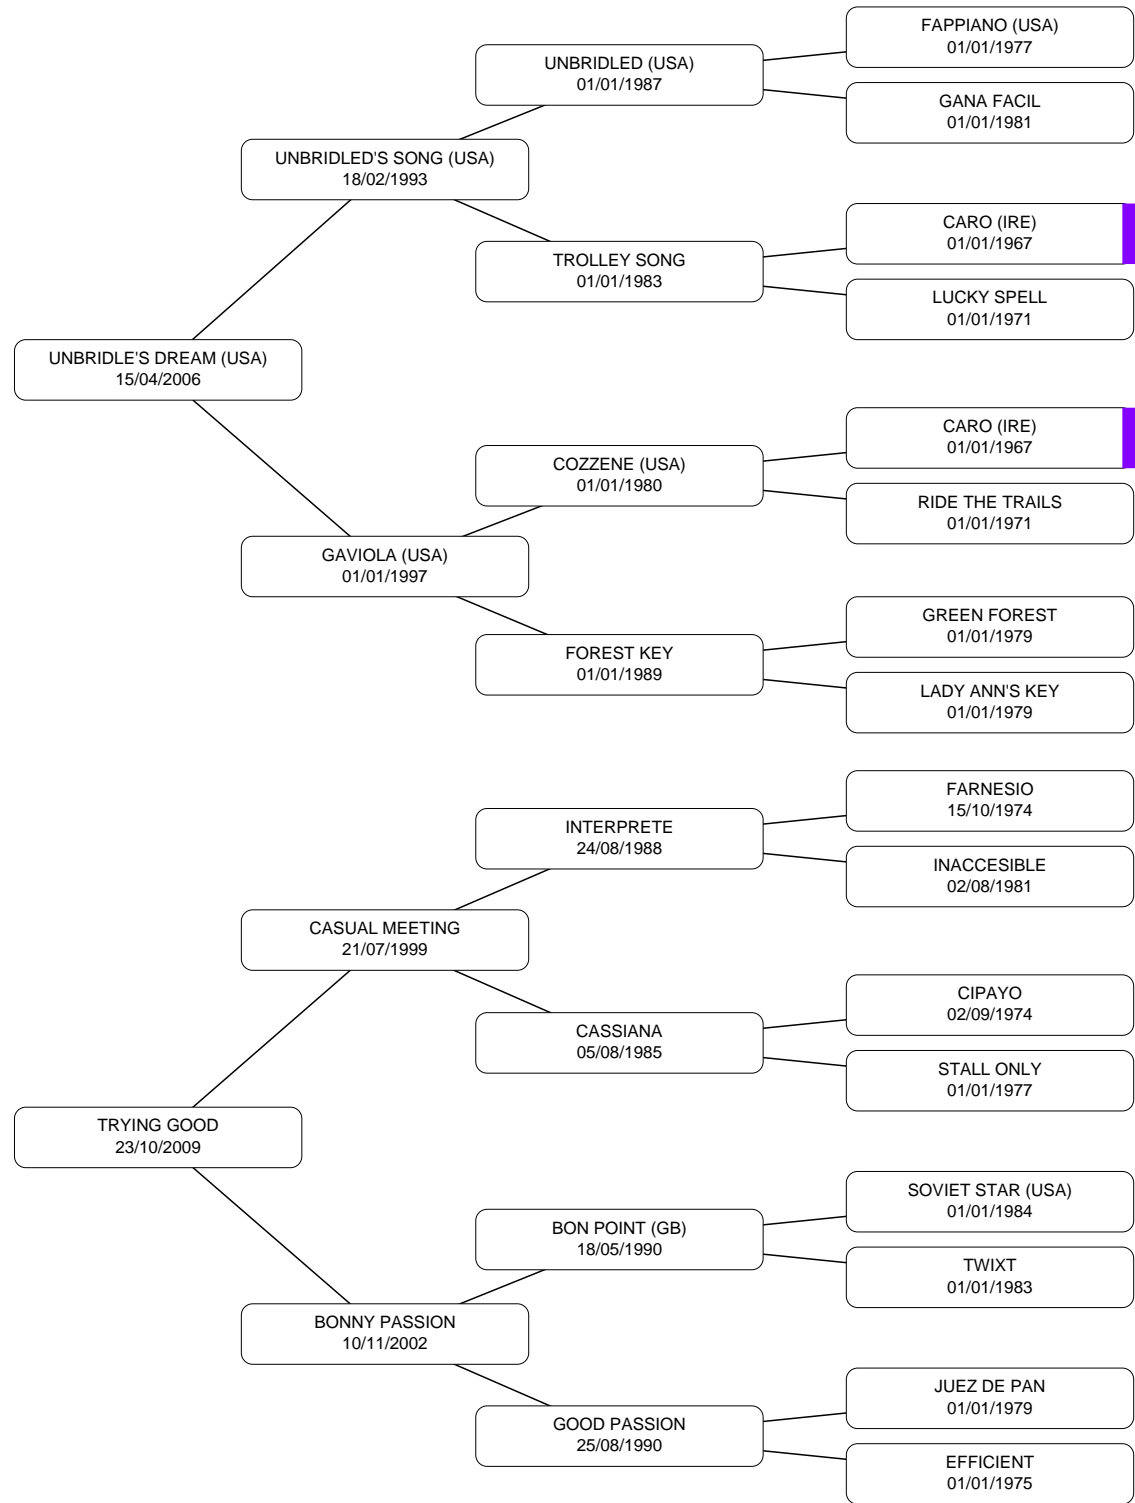 FAPPIANO (USA)
01/01/1977
UNBRIDLED (USA)
01/01/1987
GANA FACIL
01/01/1981
UNBRIDLED'S SONG (USA)
18/02/1993
CARO (IRE)
01/01/1967
TROLLEY SONG
01/01/1983
LUCKY SPELL
01/01/1971
UNBRIDLE'S DREAM (USA)
15/04/2006
CARO (IRE)
01/01/1967
COZZENE (USA)
01/01/1980
RIDE THE TRAILS
01/01/1971
GAVIOLA (USA)
01/01/1997
GREEN FOREST
01/01/1979
FOREST KEY
01/01/1989
LADY ANN'S KEY
01/01/1979
FARNESIO
15/10/1974
INTERPRETE
24/08/1988
INACCESIBLE
02/08/1981
CASUAL MEETING
21/07/1999
CIPAYO
02/09/1974
CASSIANA
05/08/1985
STALL ONLY
01/01/1977
TRYING GOOD
23/10/2009
SOVIET STAR (USA)
01/01/1984
BON POINT (GB)
18/05/1990
TWIXT
01/01/1983
BONNY PASSION
10/11/2002
JUEZ DE PAN
01/01/1979
GOOD PASSION
25/08/1990
EFFICIENT
01/01/1975